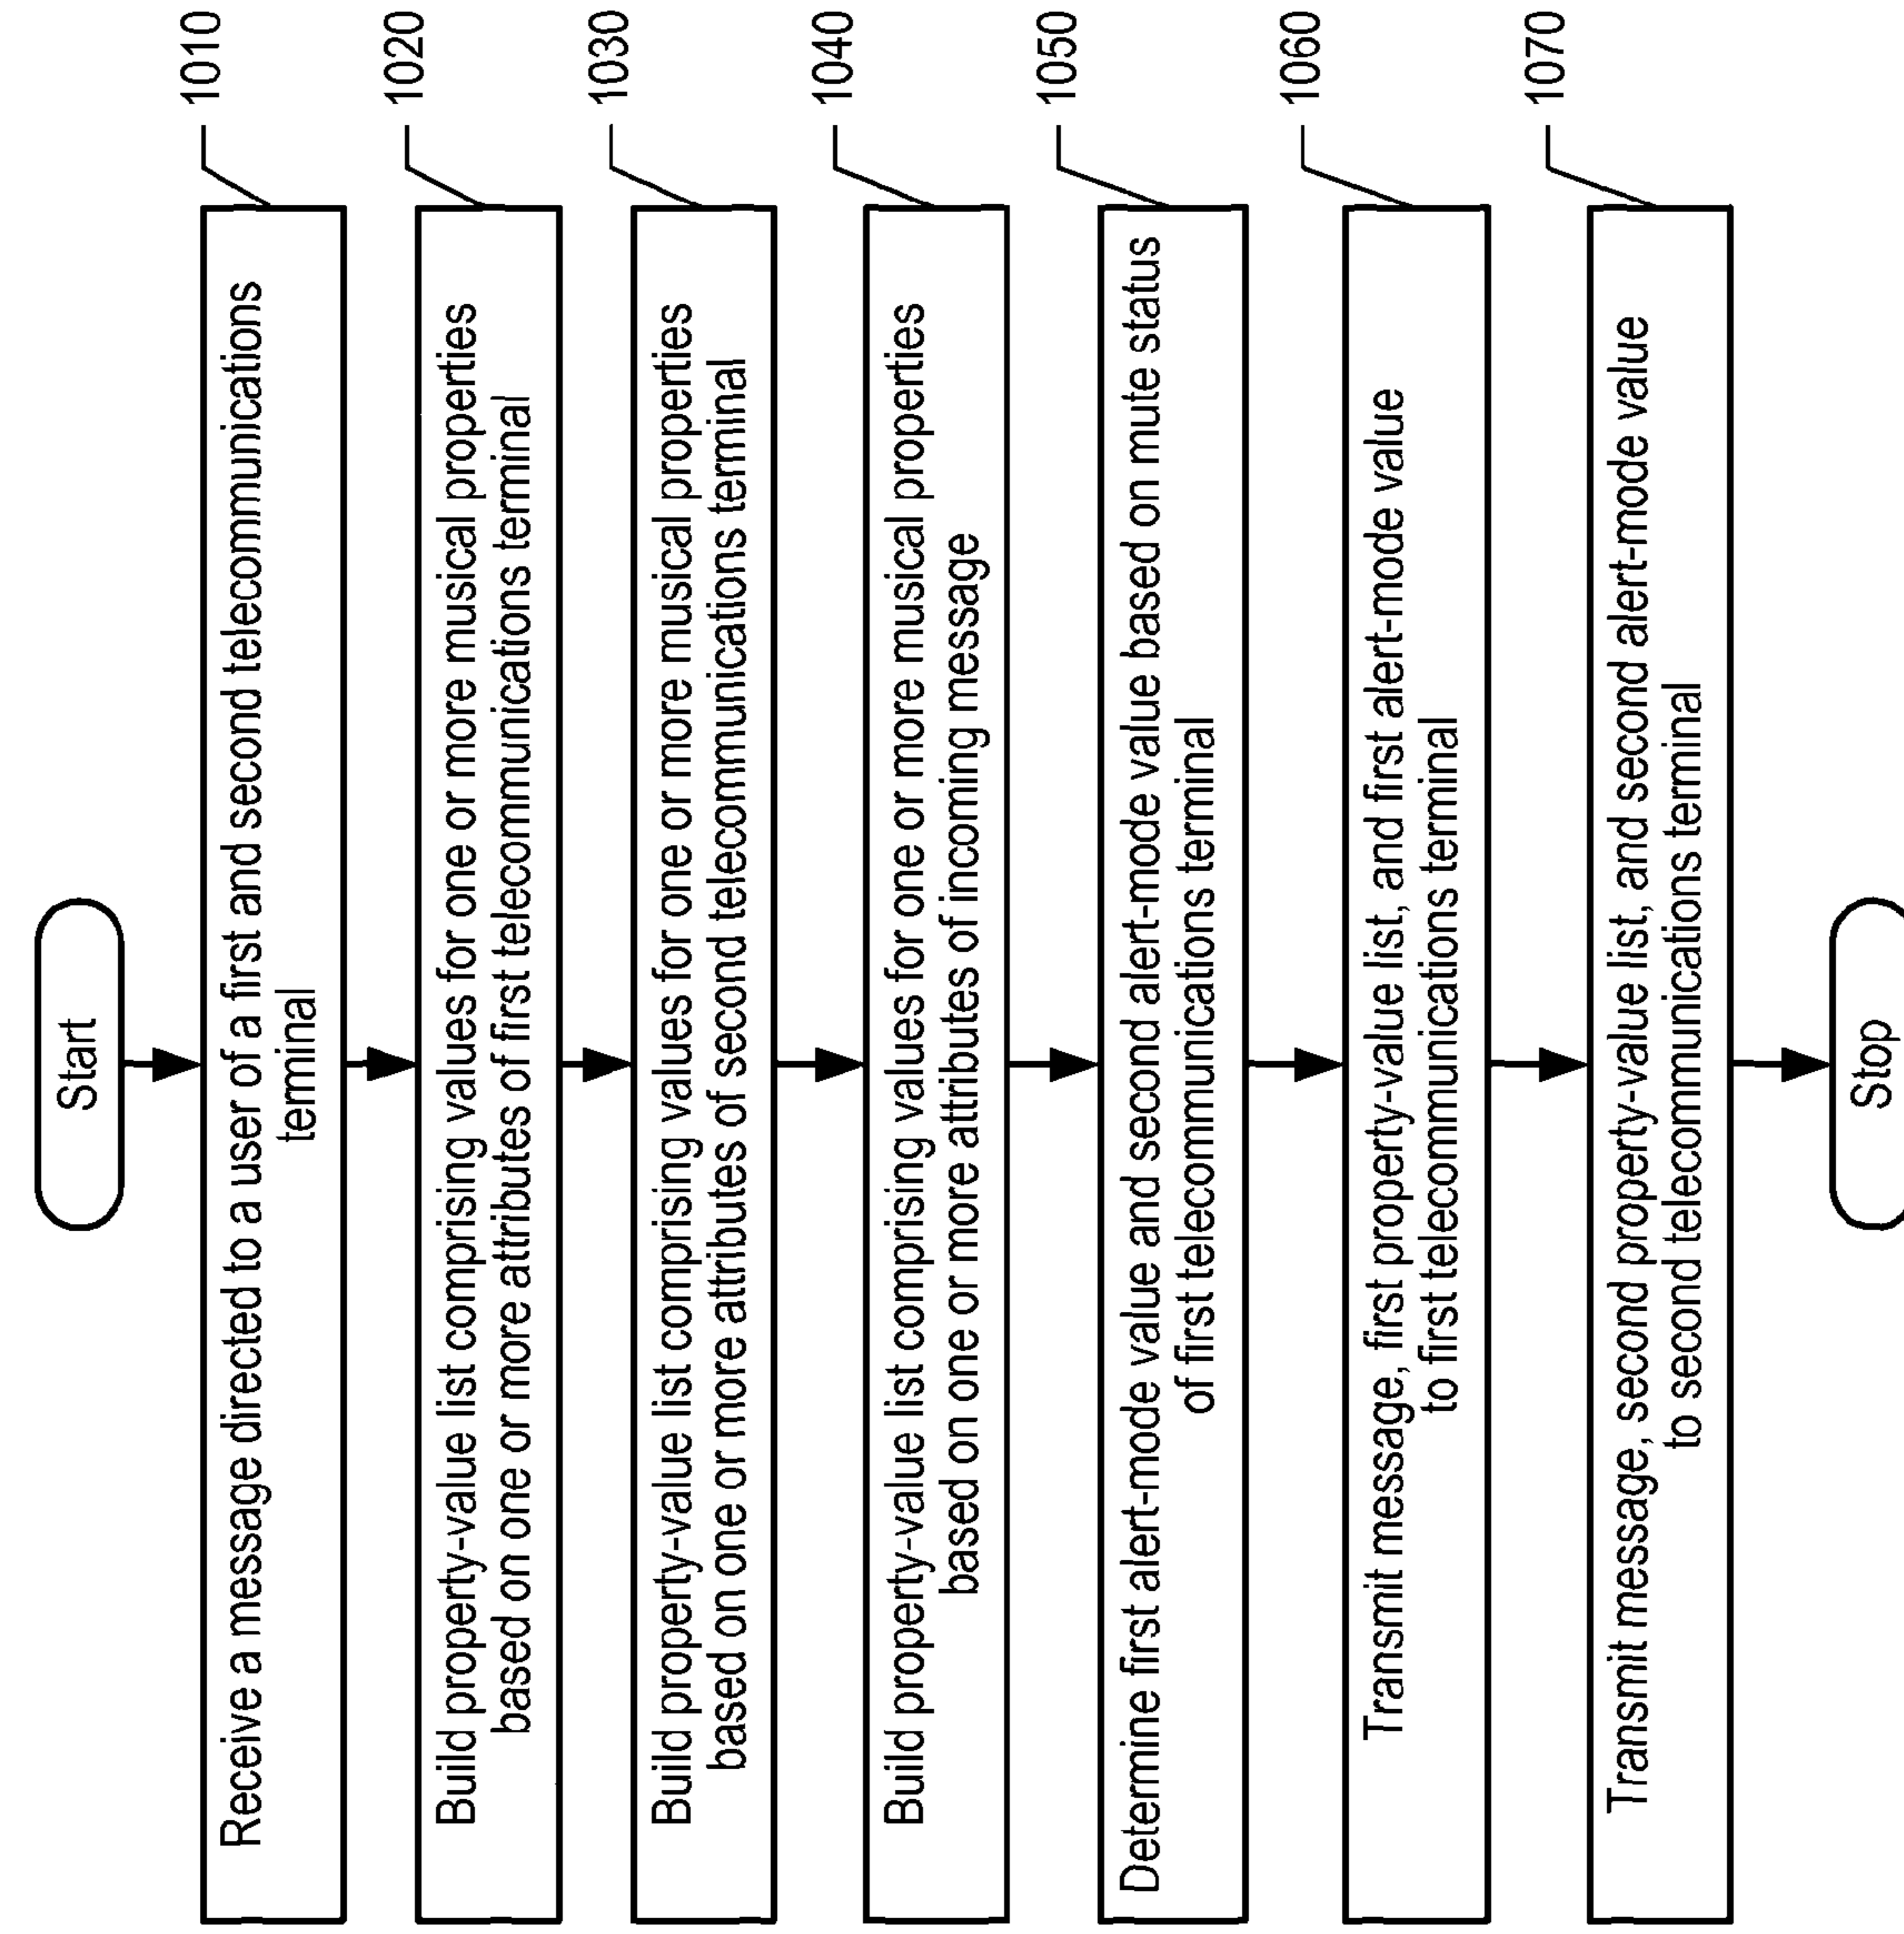 Start
Receive a message directed to a user of a first and second telecommunications
terminal
1010
Build property-value list comprising values for one or more musical properties
based on one or more attributes of first telecommunications terminal
1020
Build property-value list comprising values for one or more musical properties
based on one or more attributes of second telecommunications terminal
1030
Build property-value list comprising values for one or more musical properties
based on one or more attributes of incoming message
1040
Determine first alert-mode value and second alert-mode value based on mute status
of first telecommunications terminal
1050
Transmit message, first property-value list, and first alert-mode value
to first telecommunications terminal
1060
Transmit message, second property-value list, and second alert-mode value
to second telecommunications terminal
1070
Stop